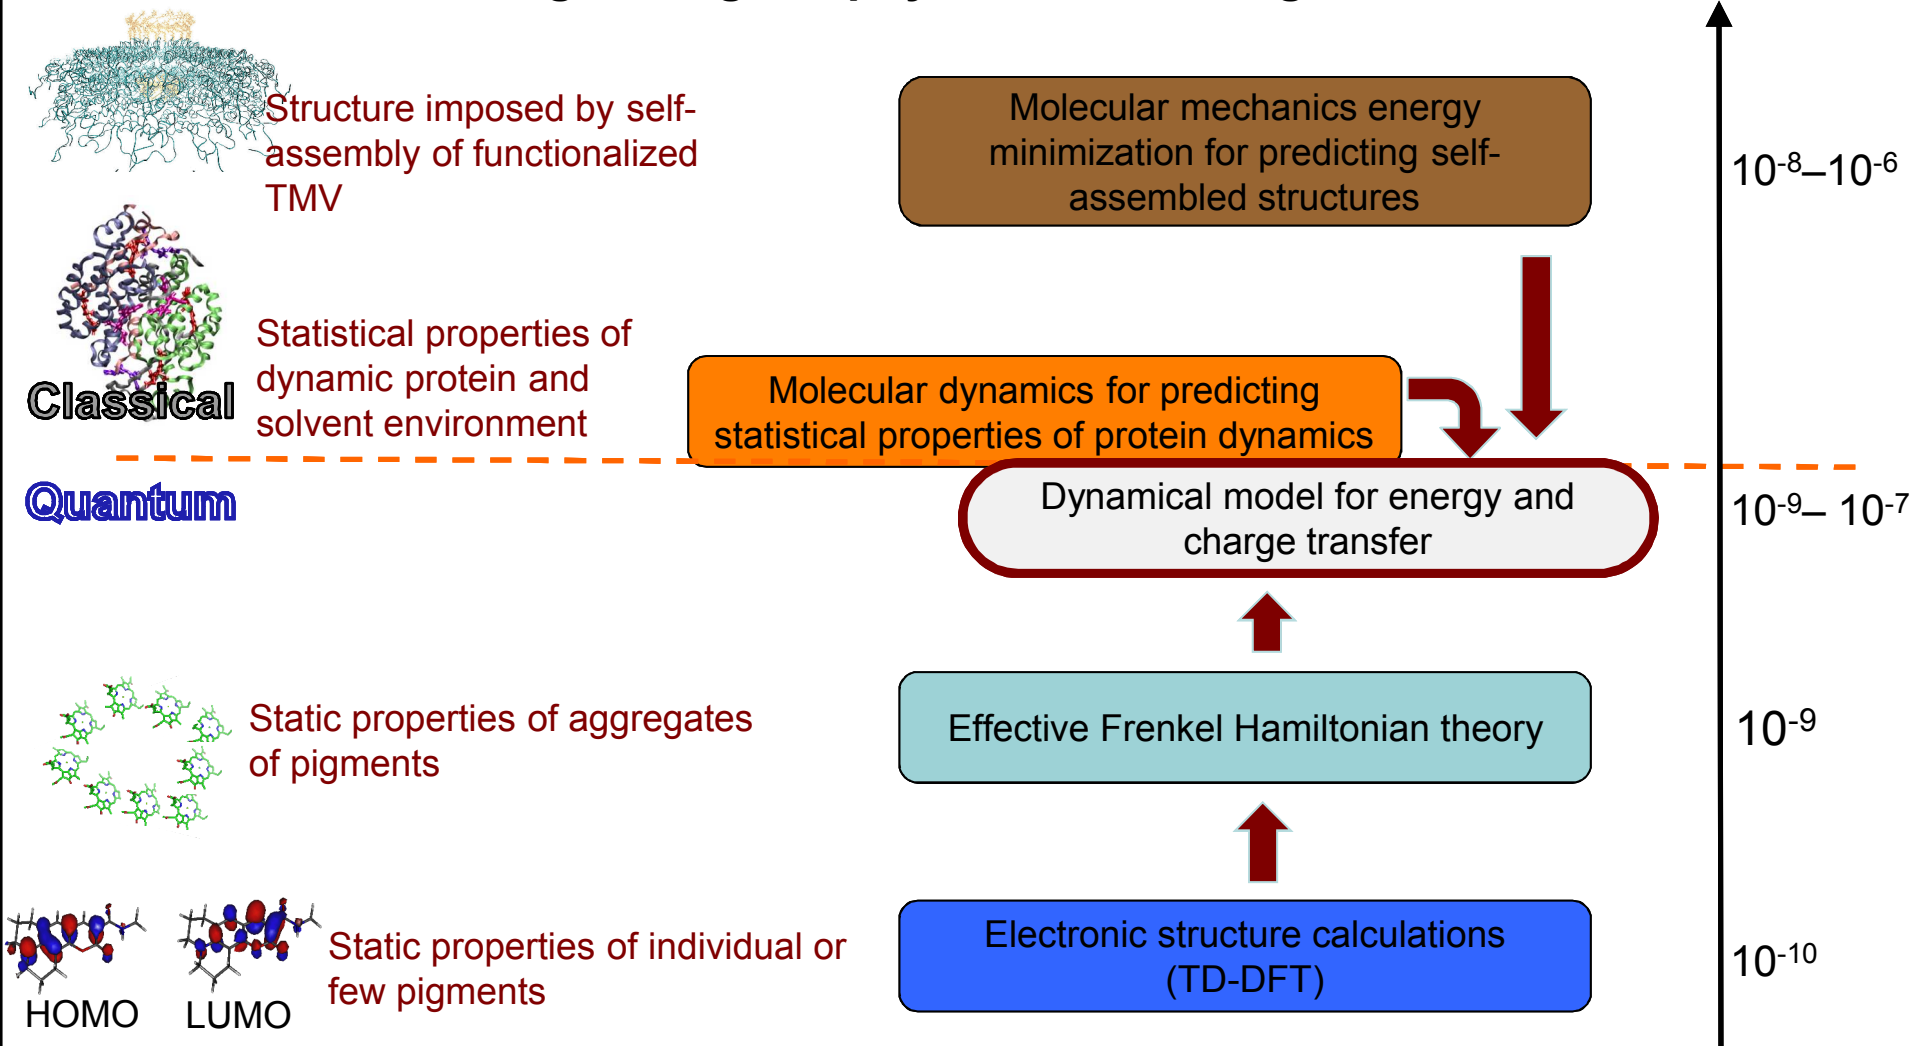 Structure imposed by self-
assembly of functionalized
TMV
Molecular mechanics energy
minimization for predicting self-
assembled structures
10⁻⁸–10⁻⁶
Statistical properties of
dynamic protein and
solvent environment
Classical
Molecular dynamics for predicting
statistical properties of protein dynamics
Quantum
Dynamical model for energy and
charge transfer
10⁻⁹– 10⁻⁷
Static properties of aggregates
of pigments
Effective Frenkel Hamiltonian theory
10⁻⁹
Static properties of individual or
few pigments
HOMO LUMO
Electronic structure calculations
(TD-DFT)
10⁻¹⁰